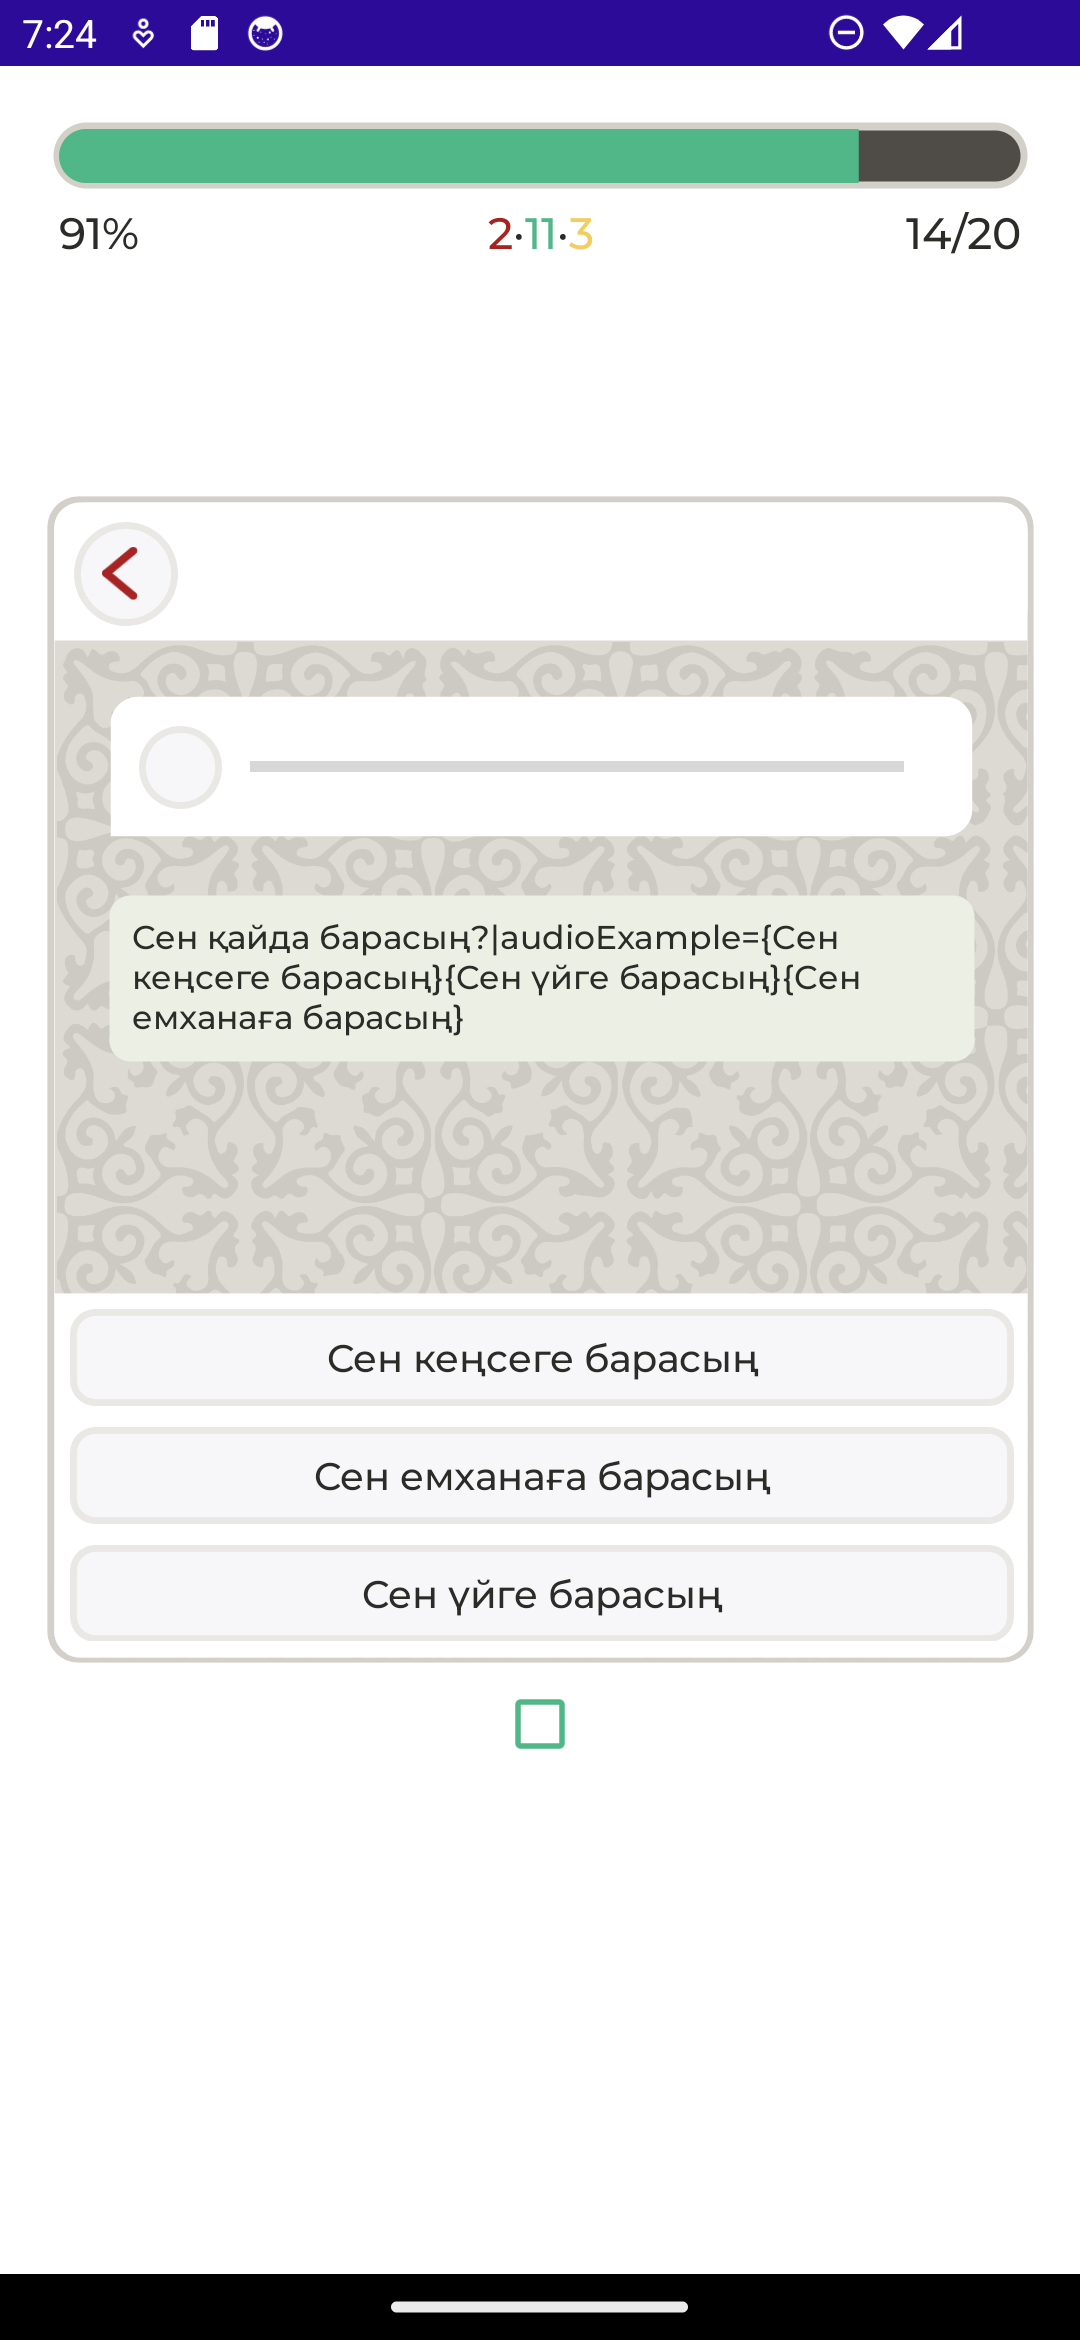 7:24
91%
2·11·3
14/20
Сен қайда барасың?|audioExample={Сен
кеңсеге барасың}{Сен үйге барасың}{Сен
емханаға барасың}
Сен кеңсеге барасың
Сен емханаға барасың
Сен үйге барасың